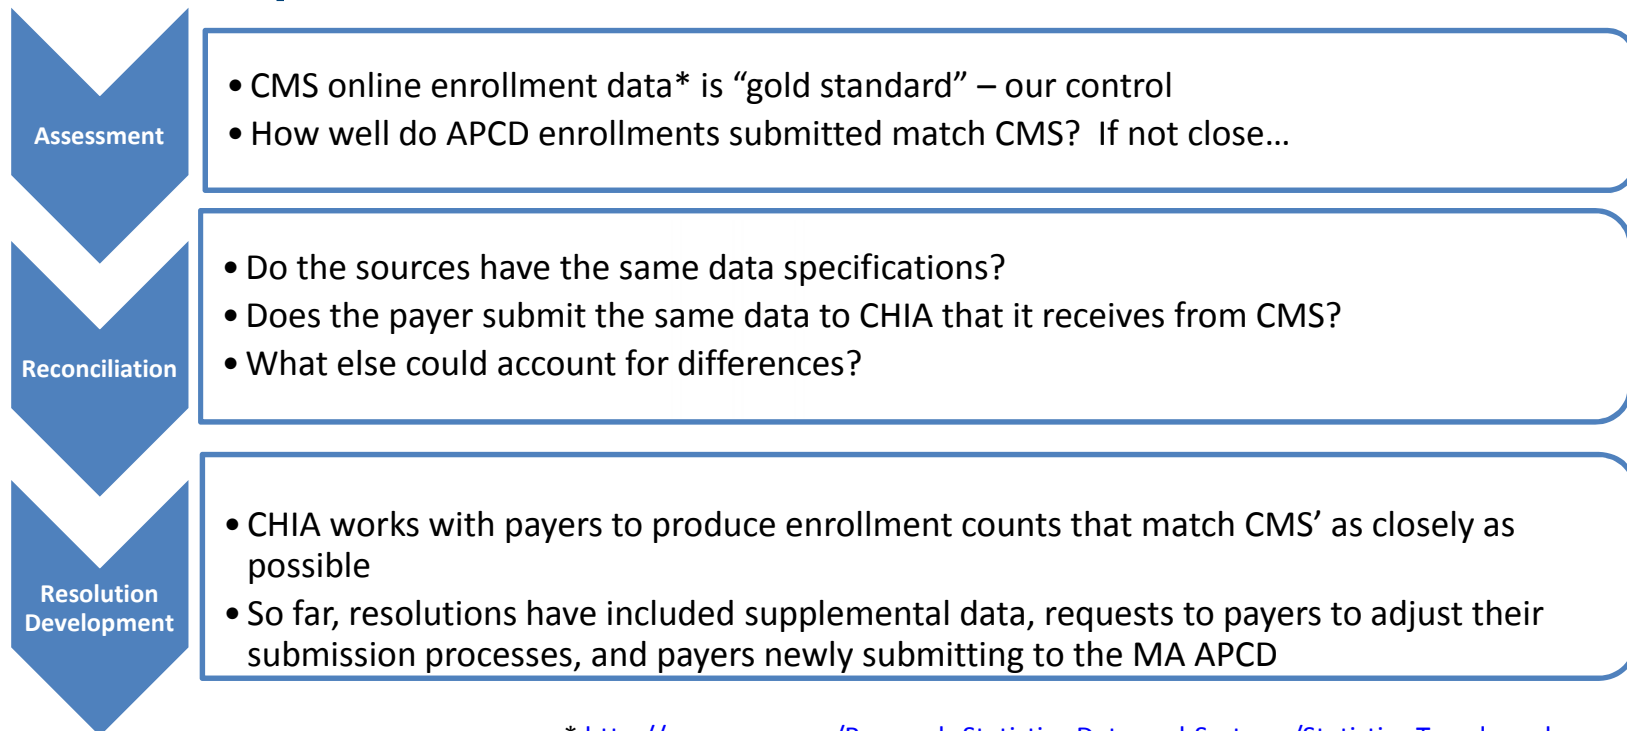 Assessment
• CMS online enrollment data* is “gold standard” – our control
• How well do APCD enrollments submitted match CMS? If not close…
Reconciliation
• Do the sources have the same data specifications?
• Does the payer submit the same data to CHIA that it receives from CMS?
• What else could account for differences?
Resolution
Development
• CHIA works with payers to produce enrollment counts that match CMS’ as closely as
possible
• So far, resolutions have included supplemental data, requests to payers to adjust their
submission processes, and payers newly submitting to the MA APCD